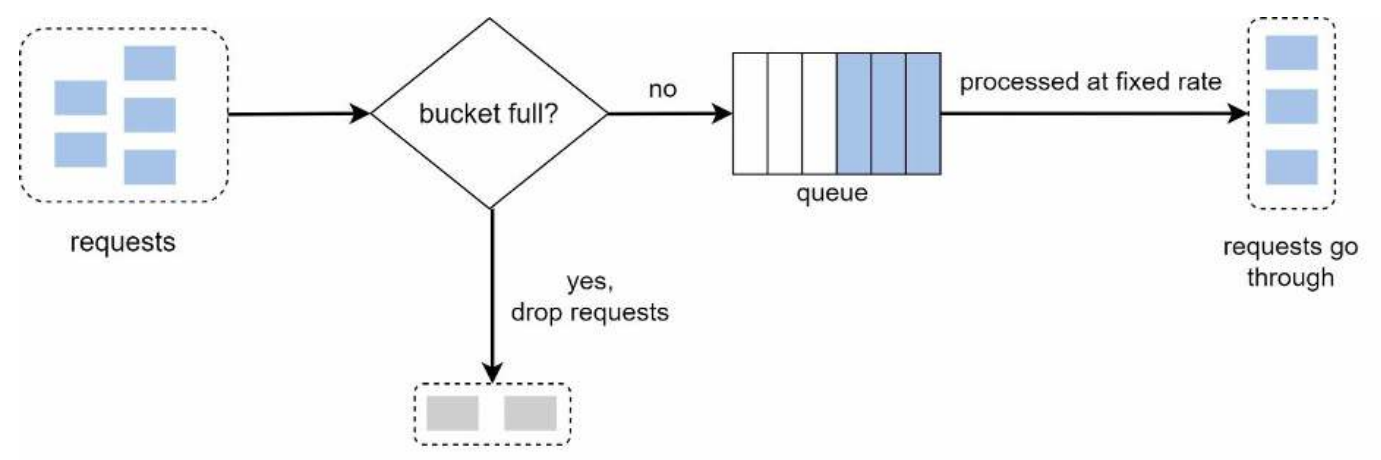 requests
bucket full?
no
yes,
drop requests
queue
processed at fixed rate
requests go
through